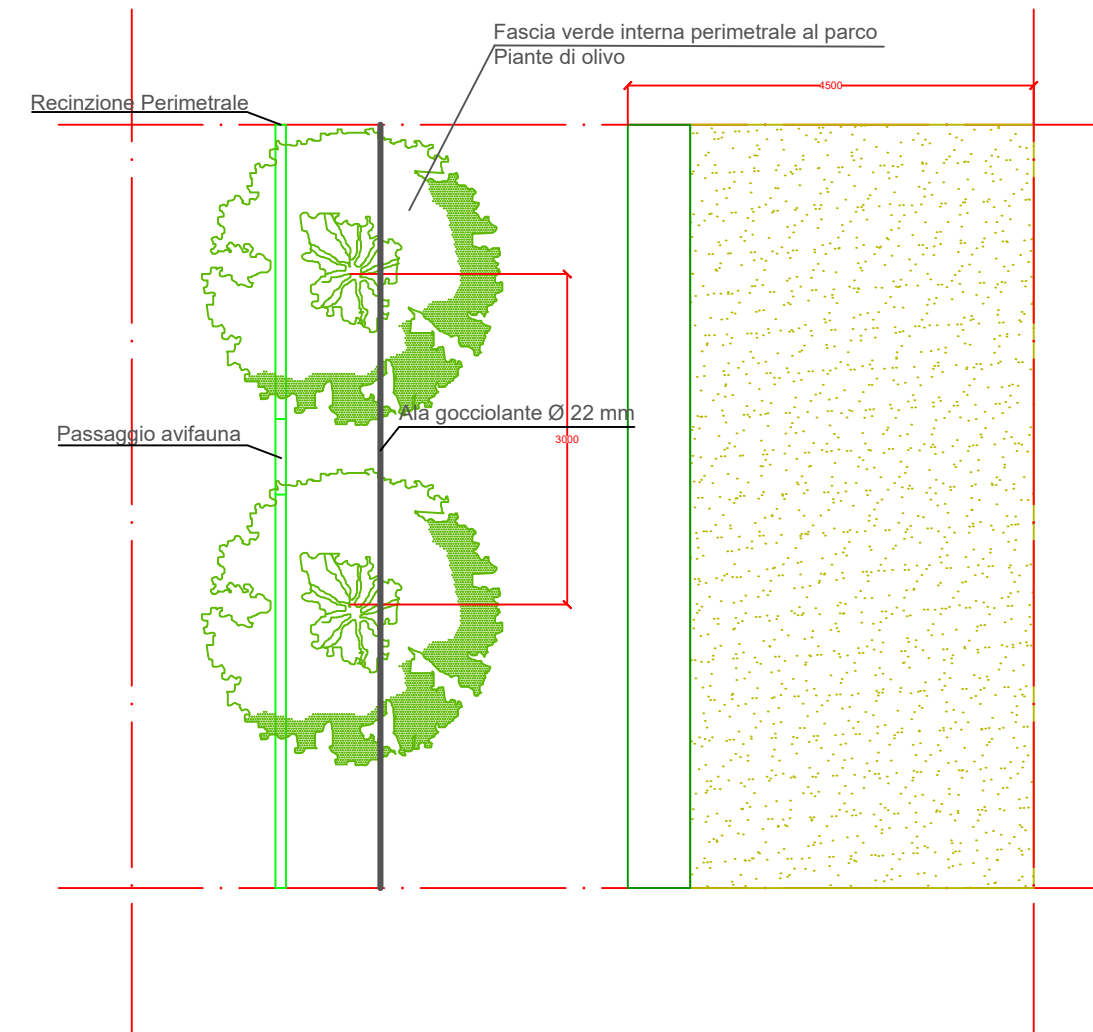 Fascia verde interna perimetrale al parco
Piante di olivo
4500
Recinzione Perimetrale
Ala gocciolante Ø 22 mm
Passaggio avifauna
3000